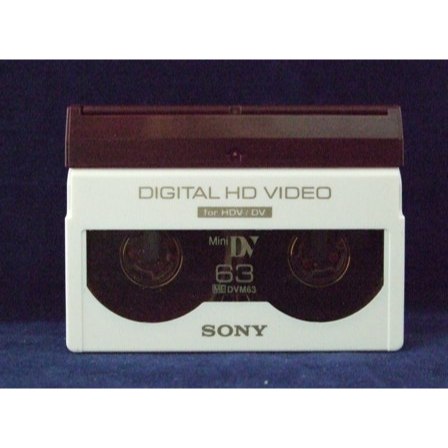 DIGITAL HD VIDEO
for HDV / DV
Mini DV
63
DVM63
SONY